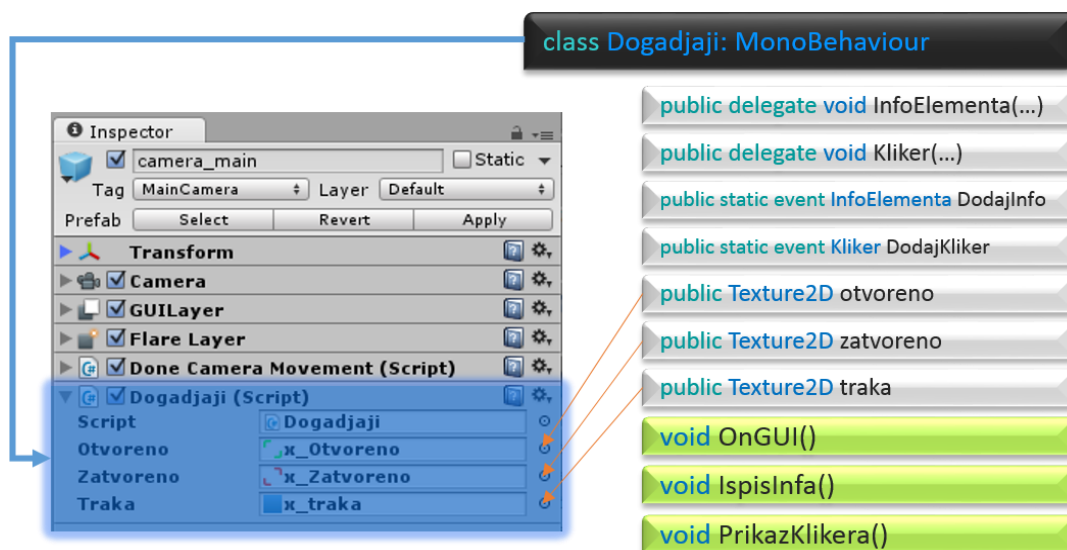 class Dogadjaji: MonoBehaviour
public delegate void InfoElementa(...)
public delegate void Kliker(...)
public static event InfoElementa DodajInfo
public static event Kliker DodajKliker
public Texture2D otvoreno
public Texture2D zatvoreno
public Texture2D traka
void OnGUI()
void IspisInfa()
void PrikazKlikera()
Inspector
camera_main Static
Tag MainCamera Layer Default
Prefab Select Revert Apply
Transform
Camera
GUILayer
Flare Layer
Done Camera Movement (Script)
Dogadjaji (Script)
Script Dogadjaji
Otvoreno x_Otvoreno
Zatvoreno x_Zatvoreno
Traka x_traka